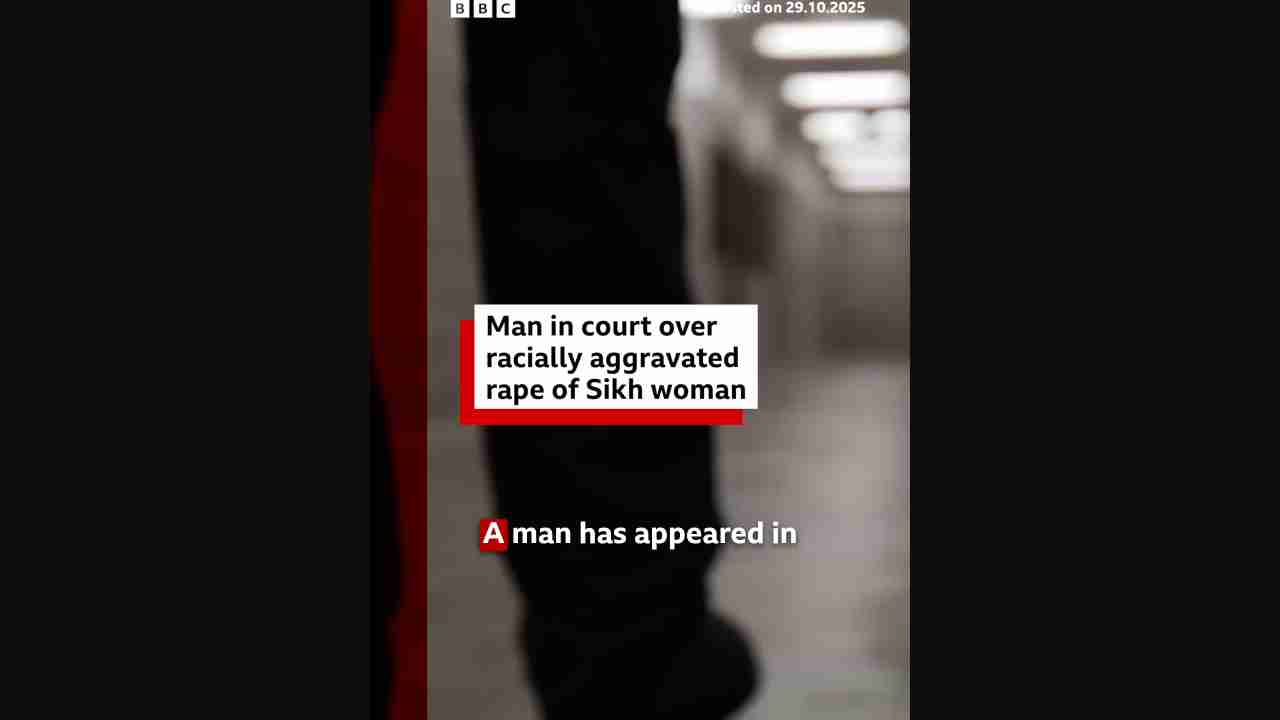 BBC
on 29.10.2025
Man in court over
racially aggravated
rape of Sikh woman
A man has appeared in